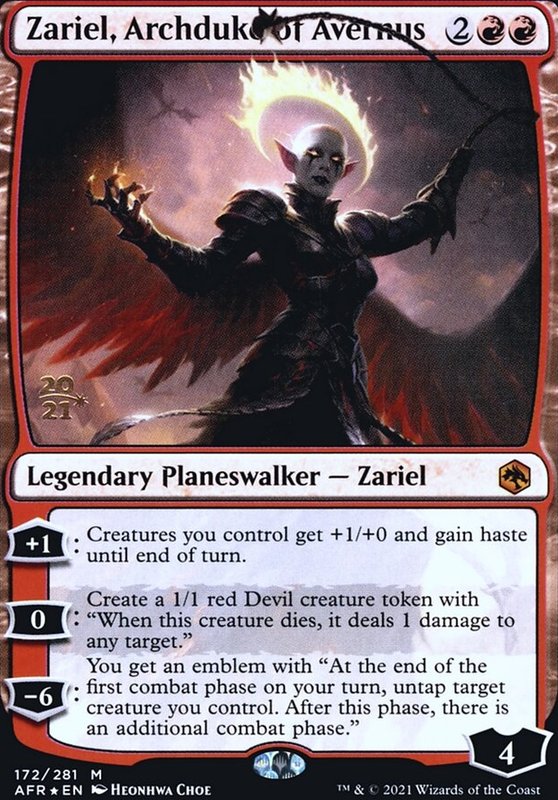 Zariel, Archduke of Avernus 2
20
21
Legendary Planeswalker — Zariel
+1 : Creatures you control get +1/+0 and gain haste
until end of turn.
0 : Create a 1/1 red Devil creature token with
“When this creature dies, it deals 1 damage to
any target.”
-6 : You get an emblem with “At the end of the
first combat phase on your turn, untap target
creature you control. After this phase, there is
an additional combat phase.”
4
172/281 M
AFR ★ EN Heonhwa Choe
™ & © 2021 Wizards of the Coast